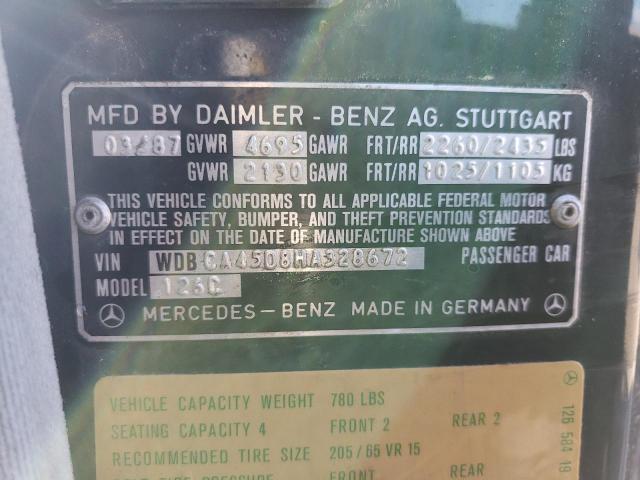 MFD BY DAIMLER - BENZ AG. STUTTGART
03/87 GVWR 4695 GAWR FRT/RR 2260/2435 LBS
GVWR 2130 GAWR FRT/RR 1025/1105 KG
THIS VEHICLE CONFORMS TO ALL APPLICABLE FEDERAL MOTOR
VEHICLE SAFETY, BUMPER, AND THEFT PREVENTION STANDARDS
IN EFFECT ON THE DATE OF MANUFACTURE SHOWN ABOVE
VIN WDBCA45D8HA328672 PASSENGER CAR
MODEL 126C
MERCEDES-BENZ MADE IN GERMANY
VEHICLE CAPACITY WEIGHT 780 LBS
SEATING CAPACITY 4 FRONT 2 REAR 2
RECOMMENDED TIRE SIZE 205/65 VR 15
TIRE PRESSURE FRONT REAR
126 584 19